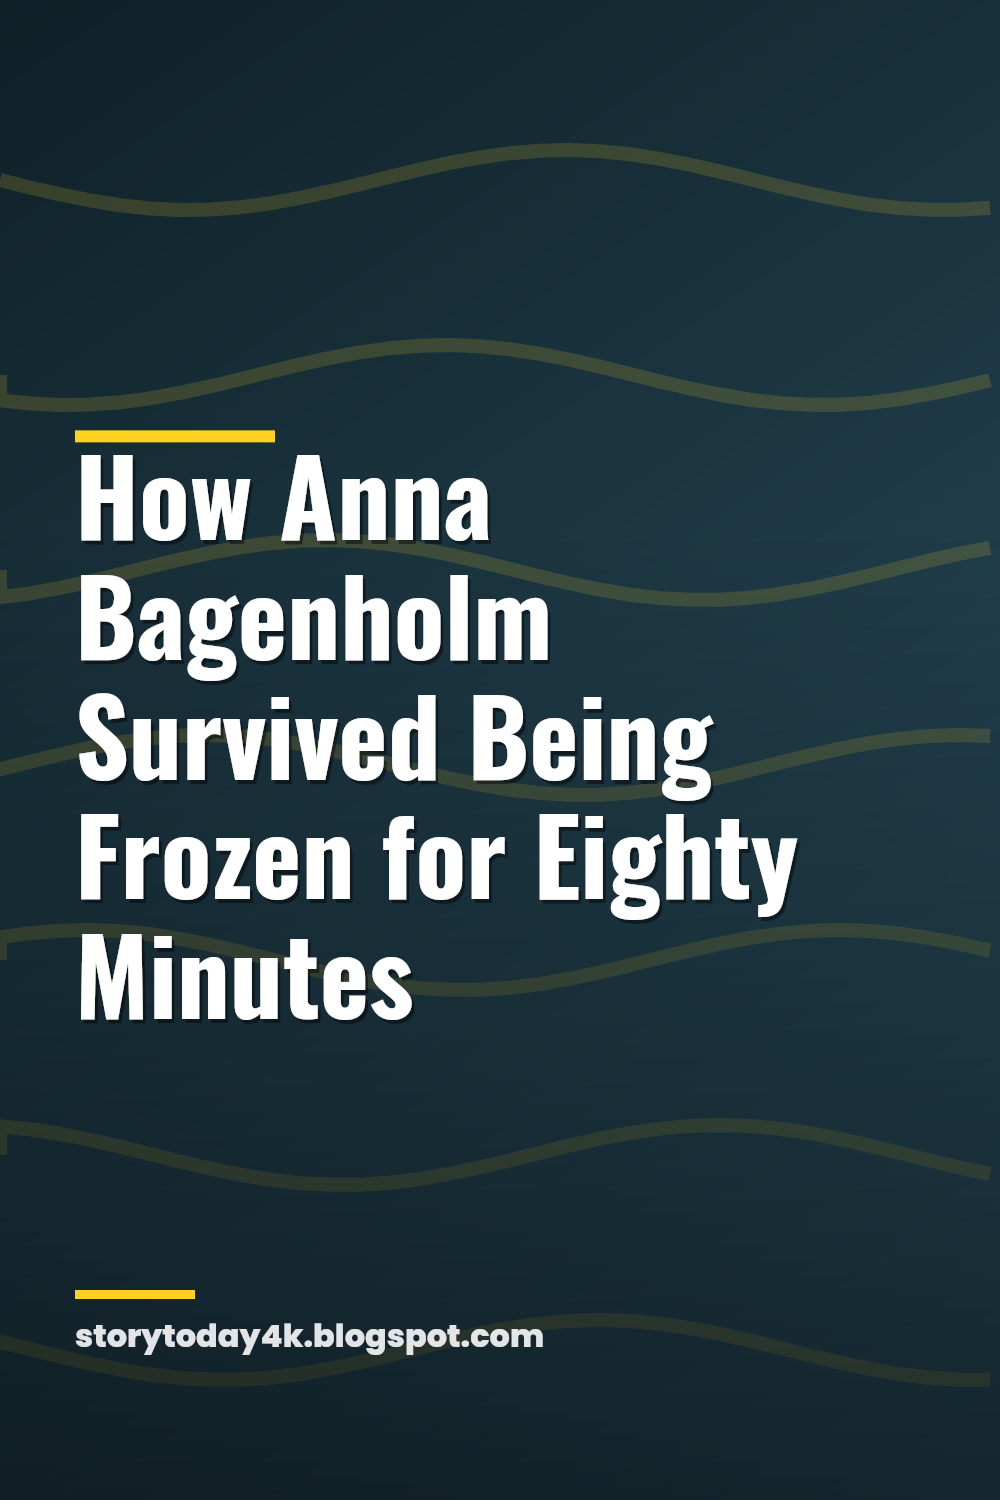 How Anna
Bagenholm
Survived Being
Frozen for Eighty
Minutes
storytoday4k.blogspot.com